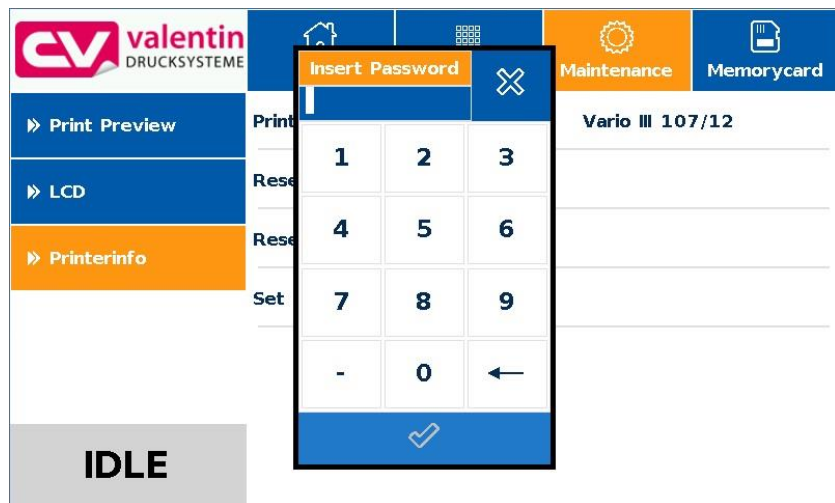 valentin
DRUCKSYSTEME
Maintenance
Memorycard
Insert Password
Print Preview
LCD
Printerinfo
Print
Vario III 107/12
Rese
Rese
Set
1 2 3
4 5 6
7 8 9
- 0
IDLE